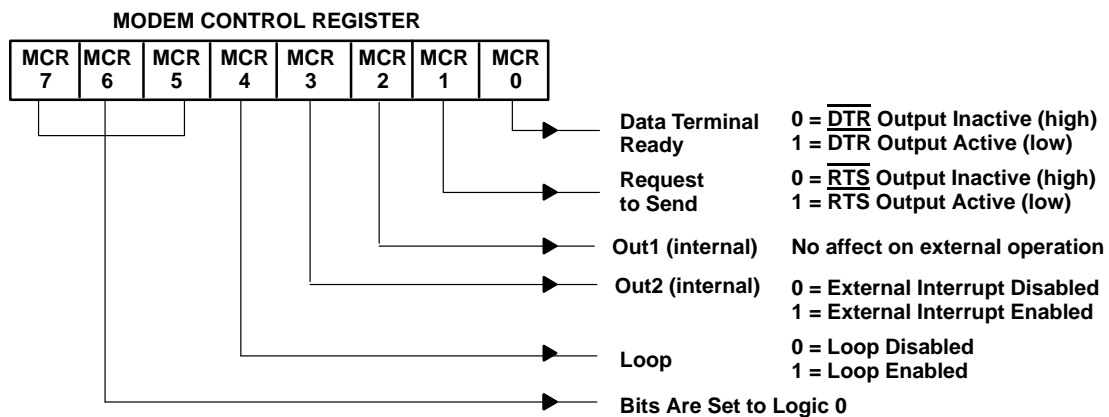 MODEM CONTROL REGISTER
MCR 7 MCR 6 MCR 5 MCR 4 MCR 3 MCR 2 MCR 1 MCR 0
Data Terminal Ready
0 = DTR Output Inactive (high)
1 = DTR Output Active (low)
Request to Send
0 = RTS Output Inactive (high)
1 = RTS Output Active (low)
Out1 (internal)
No affect on external operation
Out2 (internal)
0 = External Interrupt Disabled
1 = External Interrupt Enabled
Loop
0 = Loop Disabled
1 = Loop Enabled
Bits Are Set to Logic 0